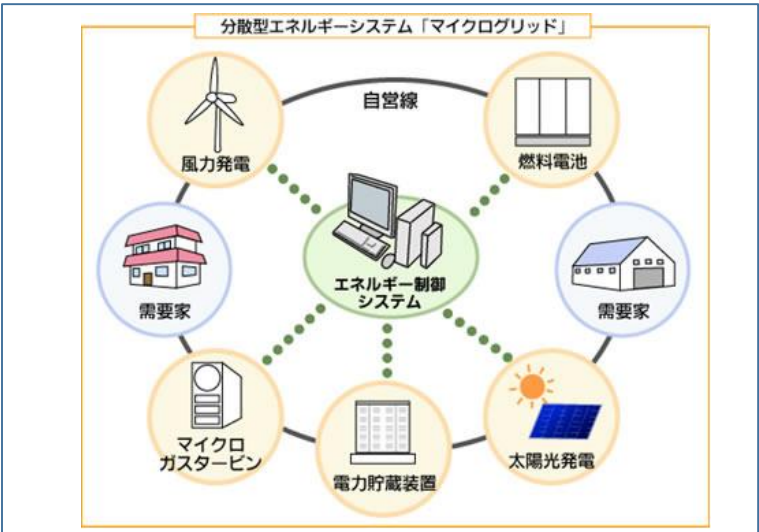 分散型エネルギーシステム「マイクログリッド」
自営線
風力発電
燃料電池
エネルギー制御
システム
需要家
需要家
マイクロ
ガスタービン
電力貯蔵装置
太陽光発電